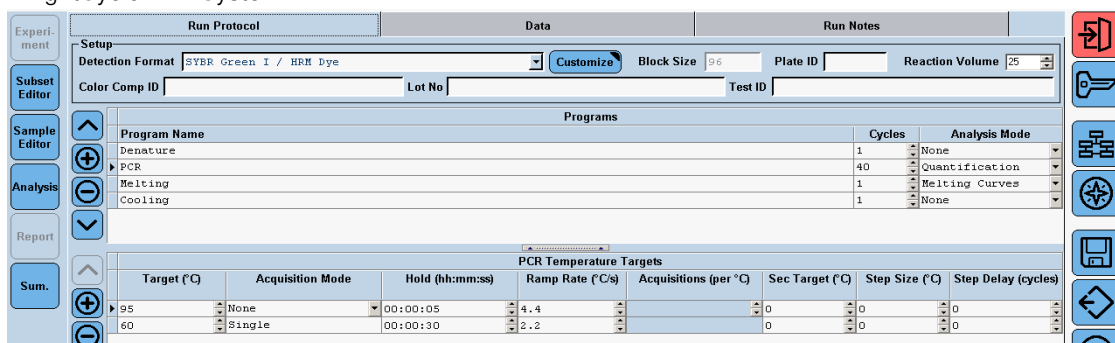 Run Protocol Data Run Notes
Experi-
ment
Setup
Detection Format SYBR Green I / HRM Dye Customize Block Size 96 Plate ID Reaction Volume 25
Subset
Editor
Color Comp ID Lot No Test ID
Programs
Sample
Editor
Program Name Cycles Analysis Mode
Denature 1 None
PCR 40 Quantification
Melting 1 Melting Curves
Cooling 1 None
Analysis
Report
PCR Temperature Targets
Sum.
Target (°C) Acquisition Mode Hold (hh:mm:ss) Ramp Rate (°C/s) Acquisitions (per °C) Sec Target (°C) Step Size (°C) Step Delay (cycles)
95 None 00:00:05 4.4 0 0 0
60 Single 00:00:30 2.2 0 0 0